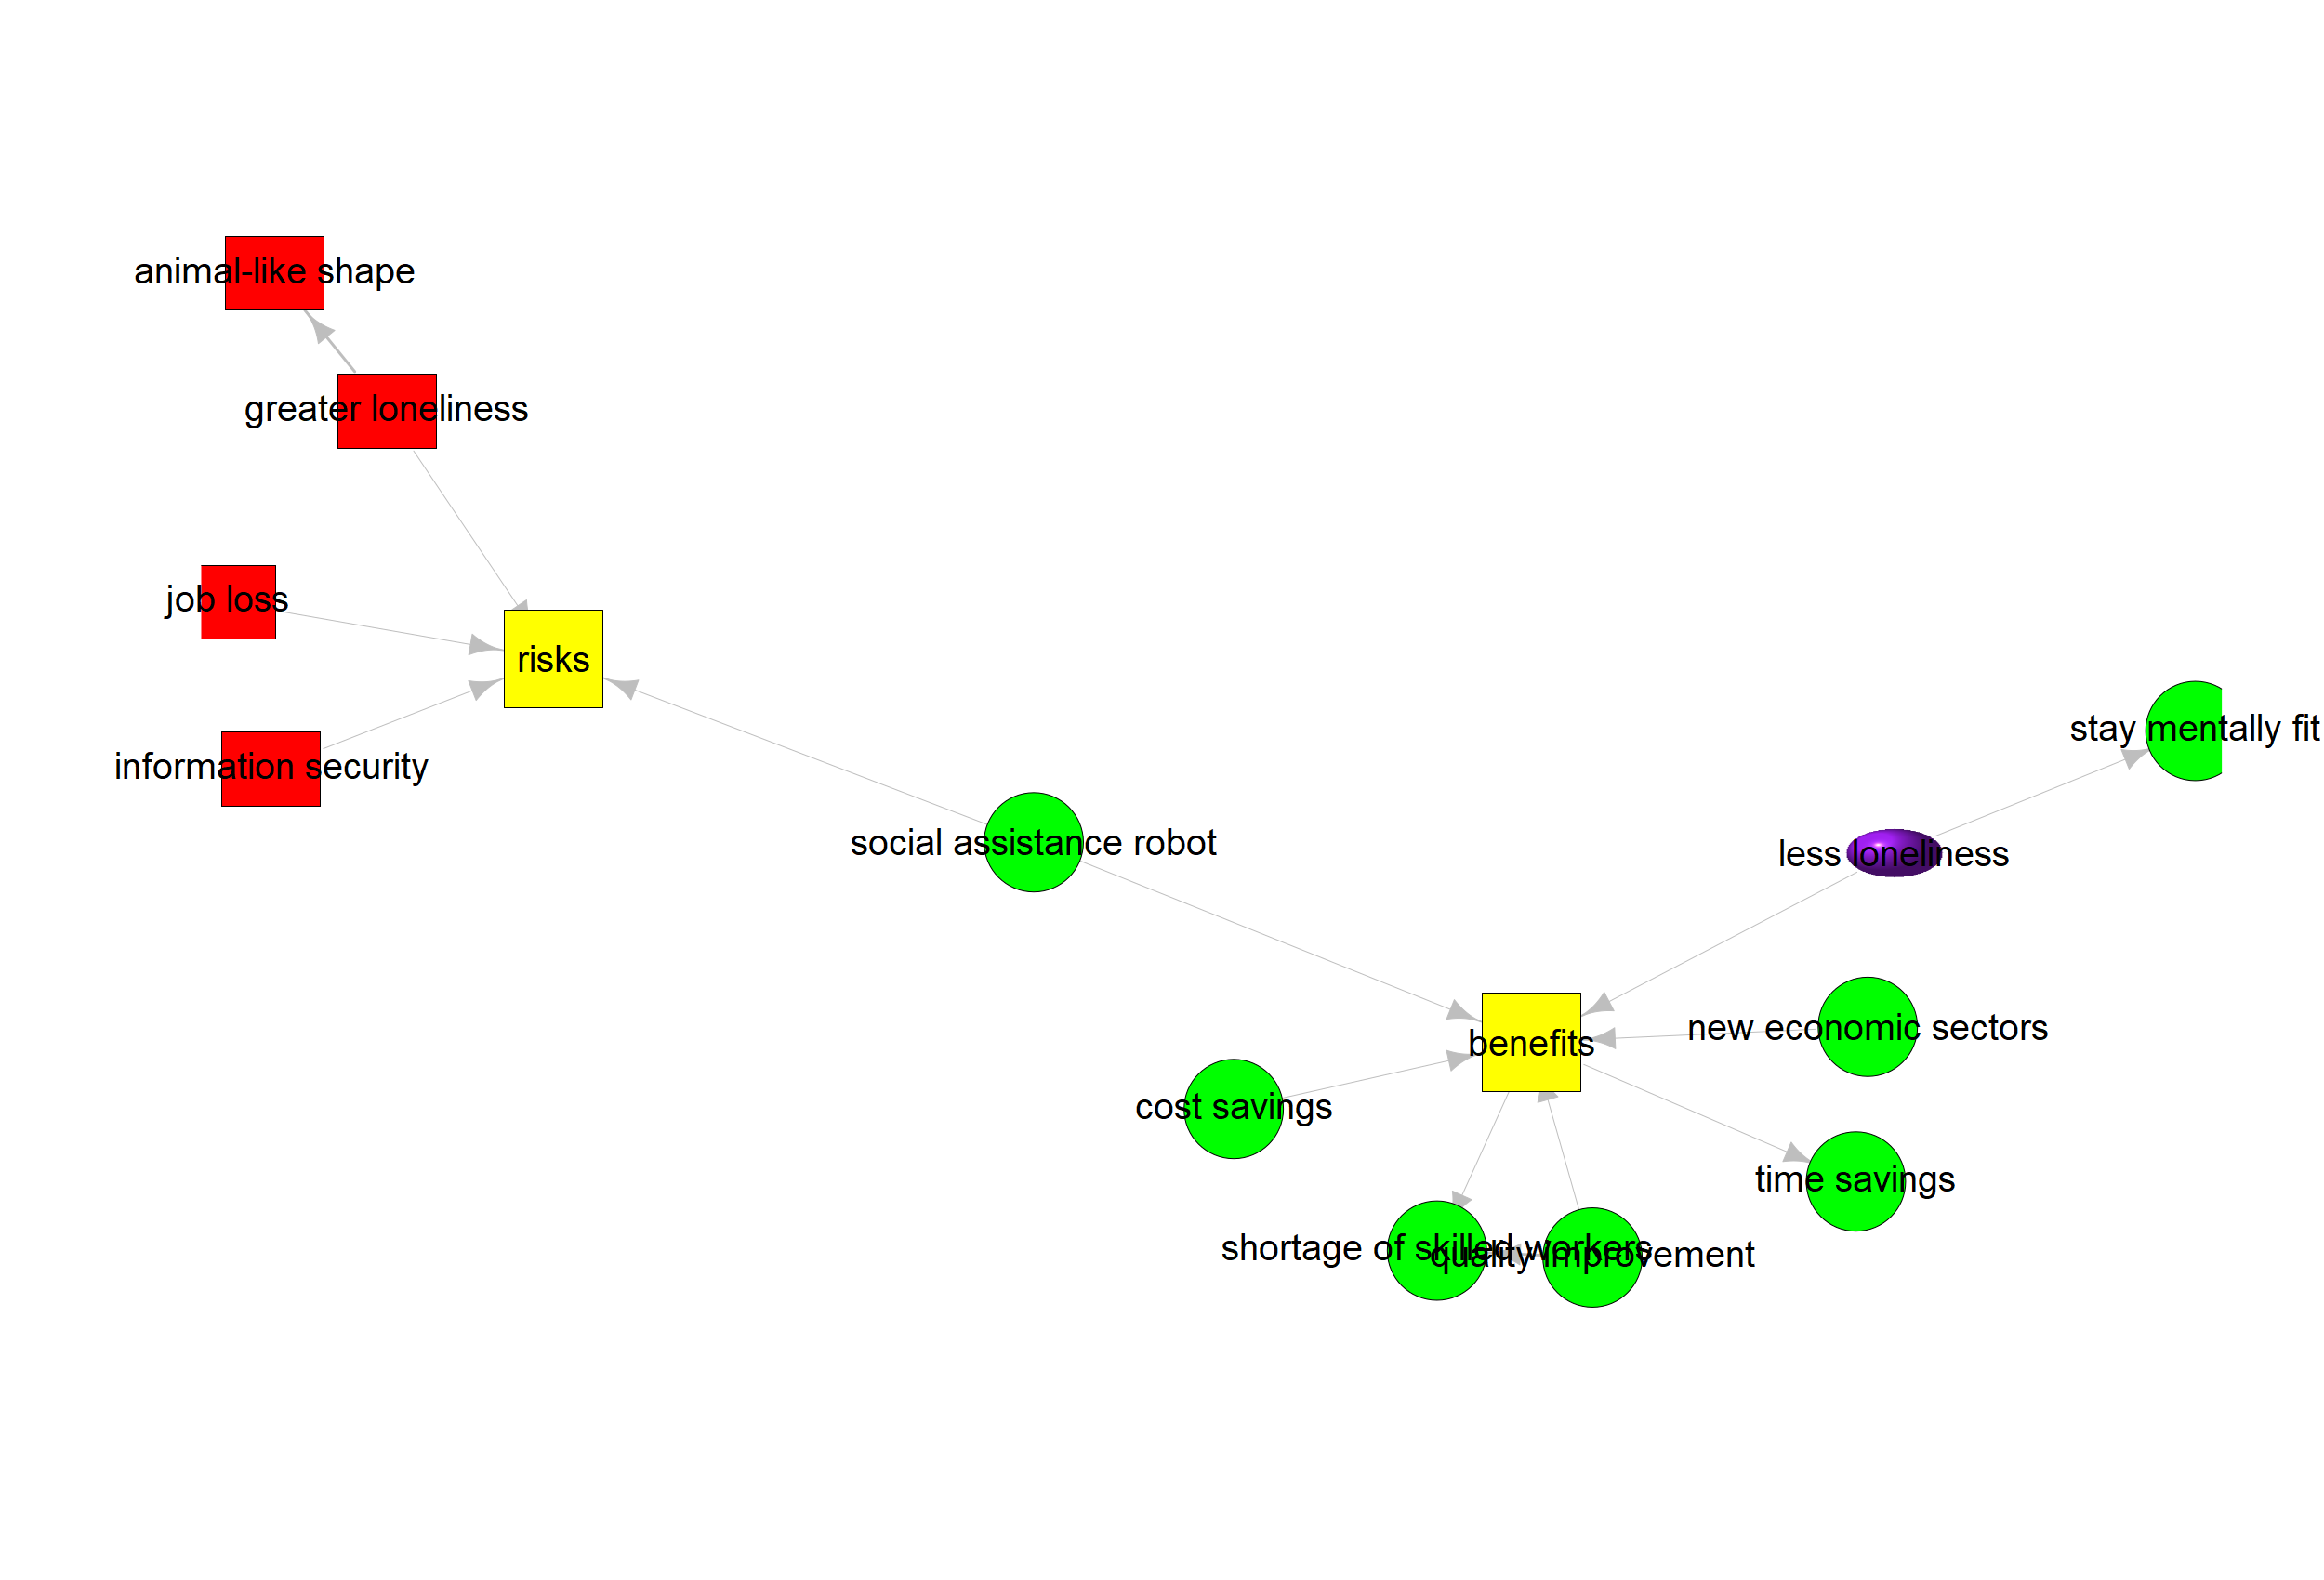 animal-like shape
greater loneliness
job loss
risks
information security
stay mentally fit
social assistance robot
less loneliness
new economic sectors
benefits
cost savings
time savings
shortage of skilled workers
quality improvement